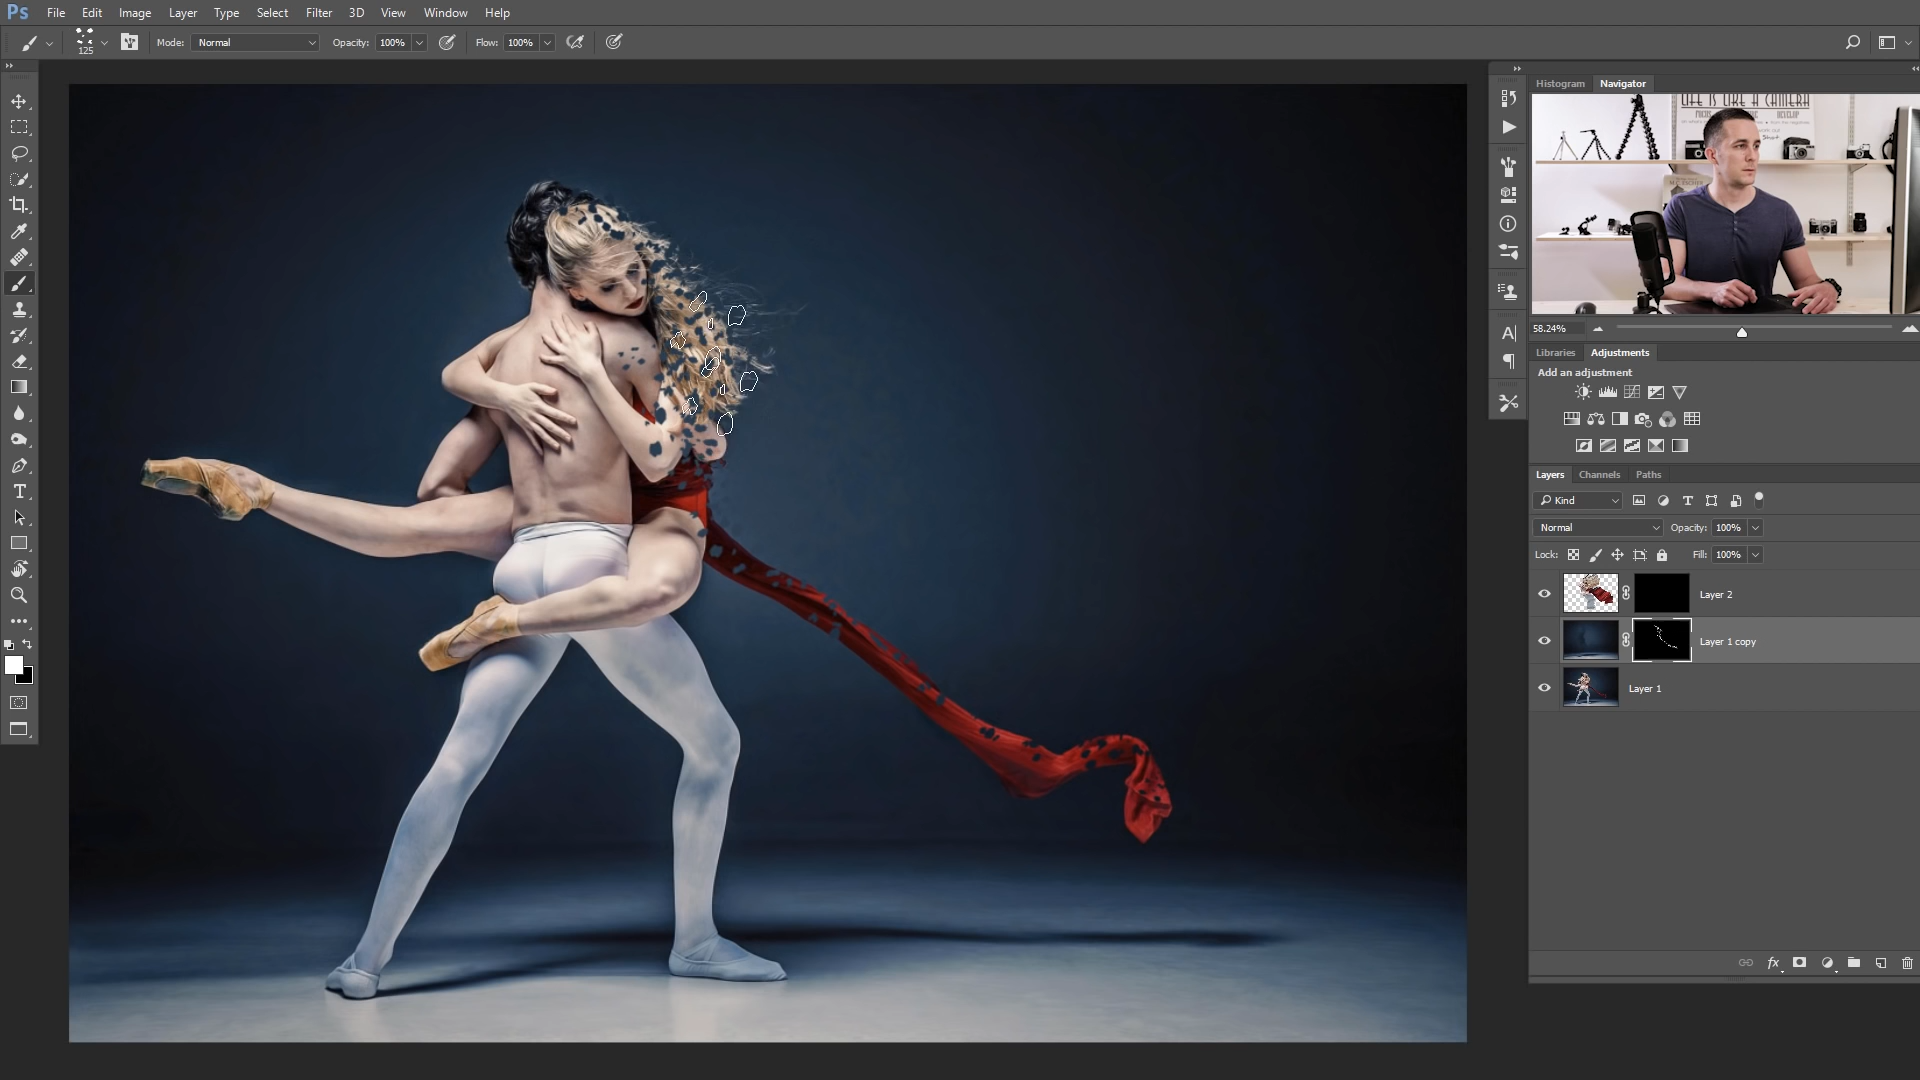 Ps File Edit Image Layer Type Select Filter 3D View Window Help
125 Mode: Normal Opacity: 100% Flow: 100%
Histogram Navigator
LIFE IS LIKE A CAMERA
58.24%
Libraries Adjustments
Add an adjustment
Layers Channels Paths
Kind
Normal Opacity: 100%
Lock: Fill: 100%
Layer 2
Layer 1 copy
Layer 1
fx